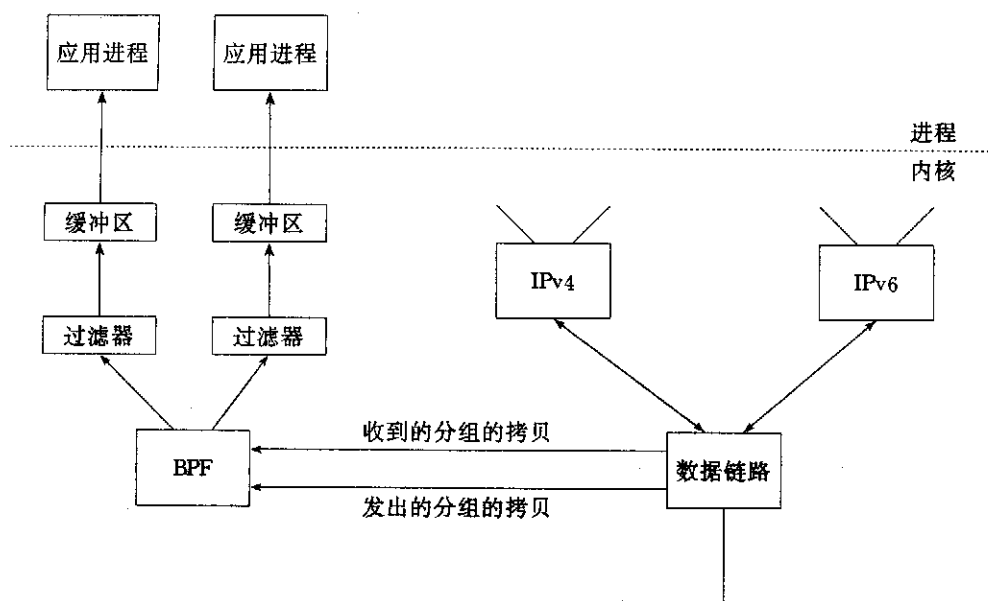 应用进程
应用进程
进程
内核
缓冲区
缓冲区
IPv4
IPv6
过滤器
过滤器
收到的分组的拷贝
BPF
数据链路
发出的分组的拷贝